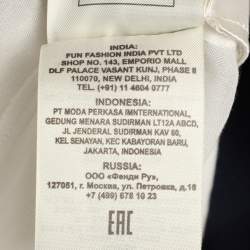 INDIA:
FUN FASHION INDIA PVT LTD
SHOP NO. 143, EMPORIO MALL
DLF PALACE VASANT KUNJ, PHASE II
110070, NEW DELHI, INDIA
TEL: +(91) 11 4604 0777
INDONESIA:
PT MODA PERKASA IMNTERNATIONAL,
GEDUNG MENARA SUDIRMAN LT12A ABCD,
JL JENDERAL SUDIRMAN KAV 60,
KEL SENAYAN, KEC KABAYORAN BARU,
JAKARTA, INDONESIA
RUSSIA:
ООО «Фенди Ру»
127051, г. Москва, ул. Петровка, д.16
+7 (499) 678 10 23
EAC